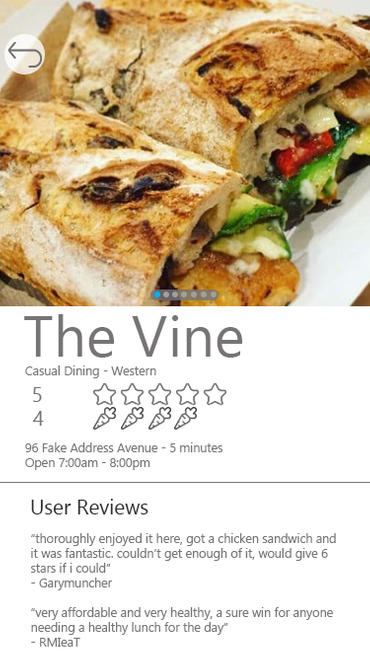 The Vine
Casual Dining - Western
5
4
96 Fake Address Avenue - 5 minutes
Open 7:00am - 8:00pm
User Reviews
“thoroughly enjoyed it here, got a chicken sandwich and
it was fantastic. couldn’t get enough of it, would give 6
stars if i could”
- Garymuncher
“very affordable and very healthy, a sure win for anyone
needing a healthy lunch for the day”
- RMIeaT